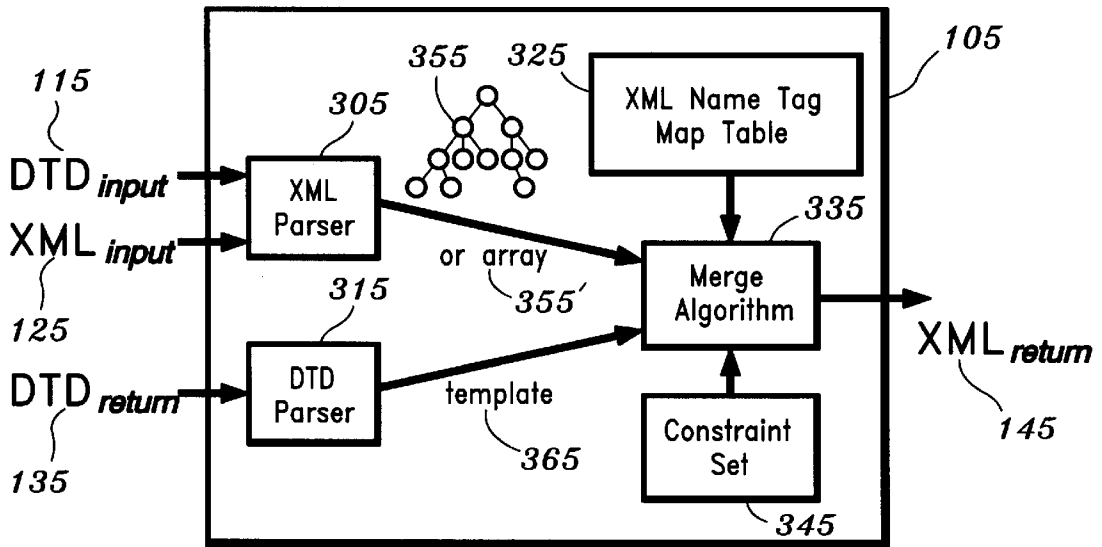 115
DTD input
XML input
125
DTD return
135
305
XML
Parser
355
or array
355'
315
DTD
Parser
template
365
325
XML Name Tag
Map Table
105
335
Merge
Algorithm
Constraint
Set
345
XML return
145